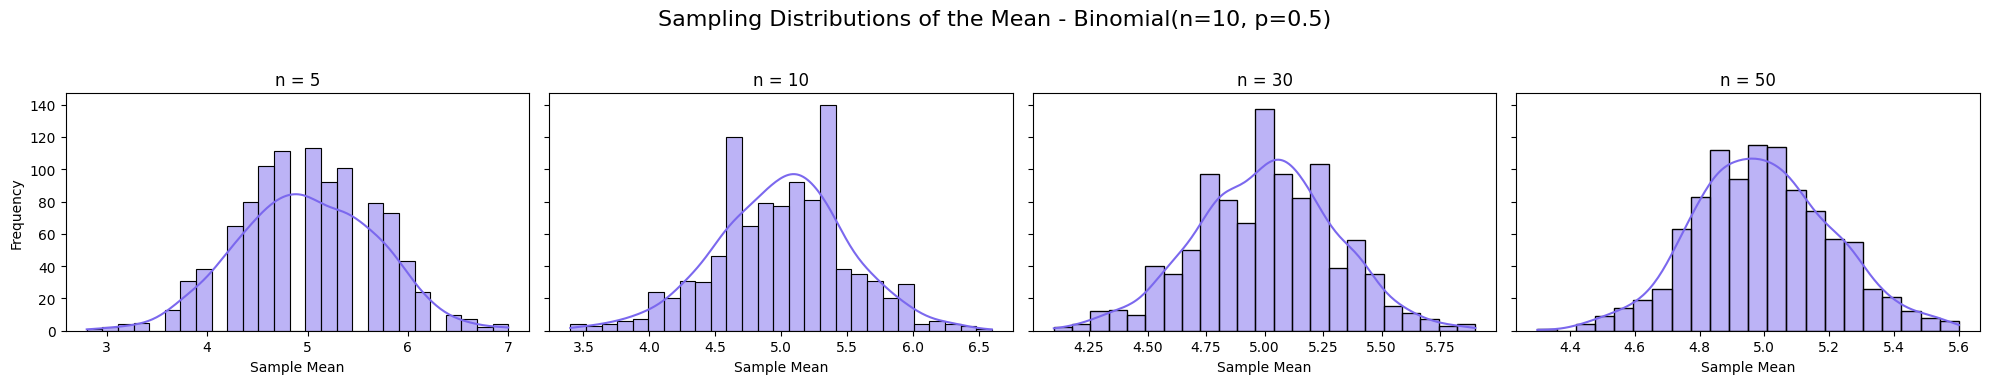 Sampling Distributions of the Mean - Binomial(n=10, p=0.5)
n = 5
n = 10
n = 30
n = 50
Frequency
140
120
100
80
60
40
20
0
3 4 5 6 7
3.5 4.0 4.5 5.0 5.5 6.0 6.5
4.25 4.50 4.75 5.00 5.25 5.50 5.75
4.4 4.6 4.8 5.0 5.2 5.4 5.6
Sample Mean
Sample Mean
Sample Mean
Sample Mean